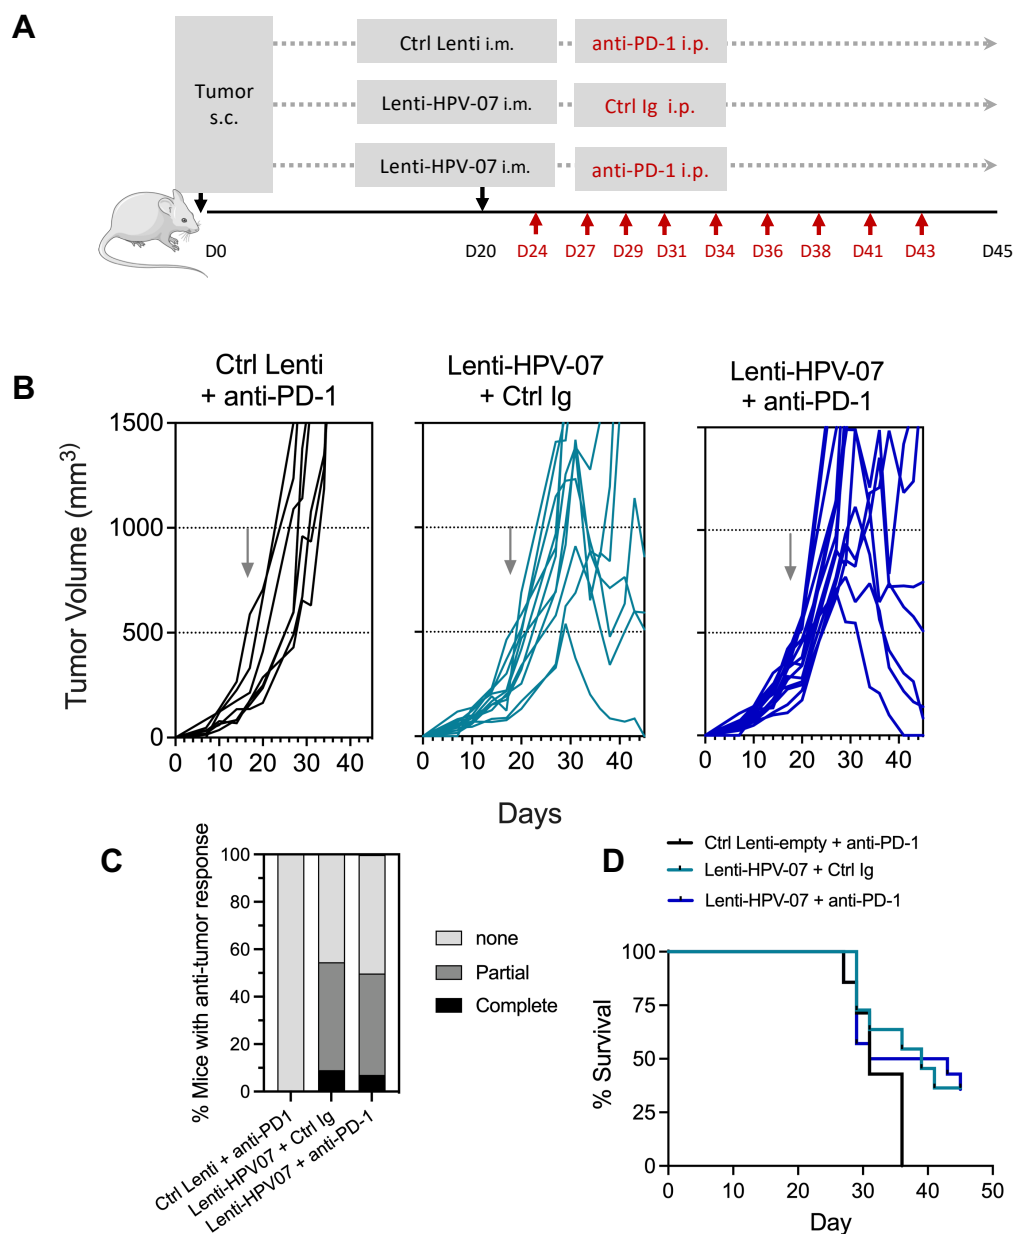 A
Tumor
s.c.
Ctrl Lenti i.m.
anti-PD-1 i.p.
Lenti-HPV-07 i.m.
Ctrl Ig i.p.
Lenti-HPV-07 i.m.
anti-PD-1 i.p.
D0
D20
D24
D27
D29
D31
D34
D36
D38
D41
D43
D45
B
Ctrl Lenti
+ anti-PD-1
Lenti-HPV-07
+ Ctrl Ig
Lenti-HPV-07
+ anti-PD-1
Tumor Volume (mm³)
1500
1000
500
0
0 10 20 30 40
0 10 20 30 40
0 10 20 30 40
Days
C
% Mice with anti-tumor response
100
80
60
40
20
0
Ctrl Lenti + anti-PD1
Lenti-HPV07 + Ctrl Ig
Lenti-HPV07 + anti-PD-1
none
Partial
Complete
D
Ctrl Lenti-empty + anti-PD-1
Lenti-HPV-07 + Ctrl Ig
Lenti-HPV-07 + anti-PD-1
% Survival
100
75
50
25
0
0 10 20 30 40 50
Day